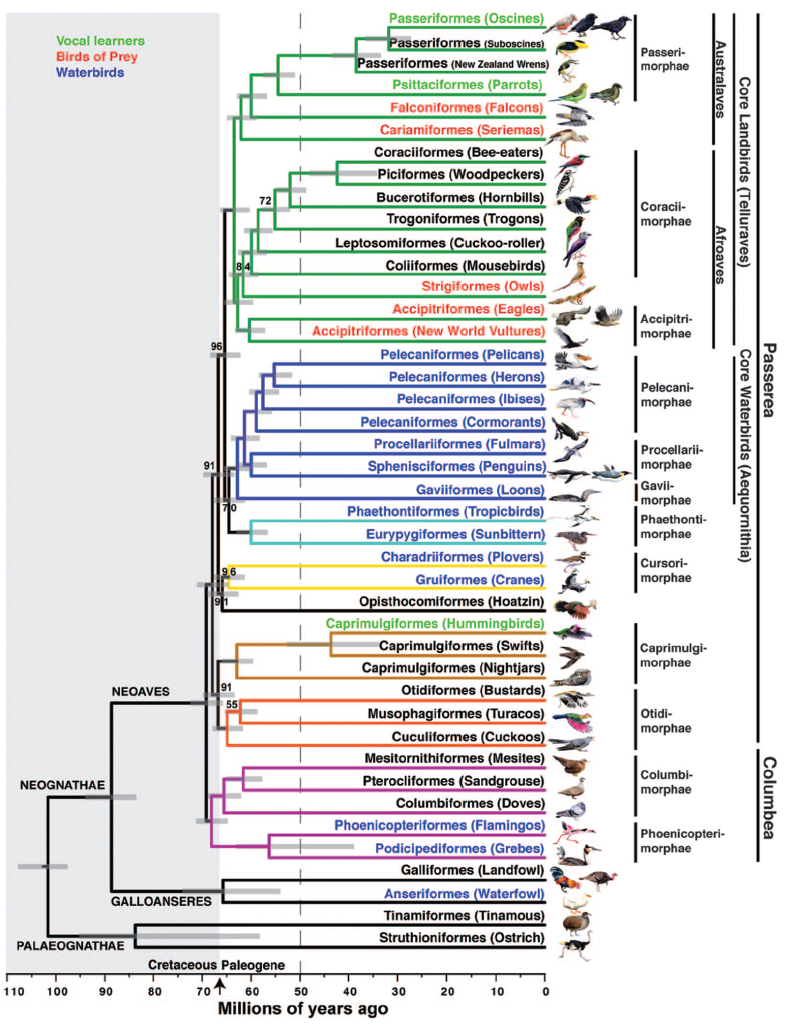 Vocal learners
Birds of Prey
Waterbirds
Passeriformes (Oscines)
Passeriformes (Suboscines)
Passeriformes (New Zealand Wrens)
Psittaciformes (Parrots)
Falconiformes (Falcons)
Cariamiformes (Seriemas)
Coraciiformes (Bee-eaters)
Piciformes (Woodpeckers)
Bucerotiformes (Hornbills)
Trogoniformes (Trogons)
Leptosomiformes (Cuckoo-roller)
Coliiformes (Mousebirds)
Strigiformes (Owls)
Accipitriformes (Eagles)
Accipitriformes (New World Vultures)
Pelecaniformes (Pelicans)
Pelecaniformes (Herons)
Pelecaniformes (Ibises)
Pelecaniformes (Cormorants)
Procellariiformes (Fulmars)
Sphenisciformes (Penguins)
Gaviiformes (Loons)
Phaethontiformes (Tropicbirds)
Eurypygiformes (Sunbittern)
Charadriiformes (Plovers)
Gruiformes (Cranes)
Opisthocomiformes (Hoatzin)
Caprimulgiformes (Hummingbirds)
Caprimulgiformes (Swifts)
Caprimulgiformes (Nightjars)
Otidiformes (Bustards)
Musophagiformes (Turacos)
Cuculiformes (Cuckoos)
Mesitornithiformes (Mesites)
Pterocliformes (Sandgrouse)
Columbiformes (Doves)
Phoenicopteriformes (Flamingos)
Podicipediformes (Grebes)
Galliformes (Landfowl)
Anseriformes (Waterfowl)
Tinamiformes (Tinamous)
Struthioniformes (Ostrich)
72
84
96
91
70
96
91
91
55
NEOAVES
NEOGNATHAE
GALLOANSERES
PALAEOGNATHAE
Passeri-
morphae
Coracii-
morphae
Accipitri-
morphae
Pelecani-
morphae
Procellarii-
morphae
Gavii-
morphae
Phaethonti-
morphae
Cursori-
morphae
Caprimulgi-
morphae
Otidi-
morphae
Columbi-
morphae
Phoenicopteri-
morphae
Australaves
Afroaves
Core Landbirds (Telluraves)
Core Waterbirds (Aequornithia)
Passerea
Columbea
Cretaceous Paleogene
110 100 90 80 70 60 50 40 30 20 10 0
Millions of years ago